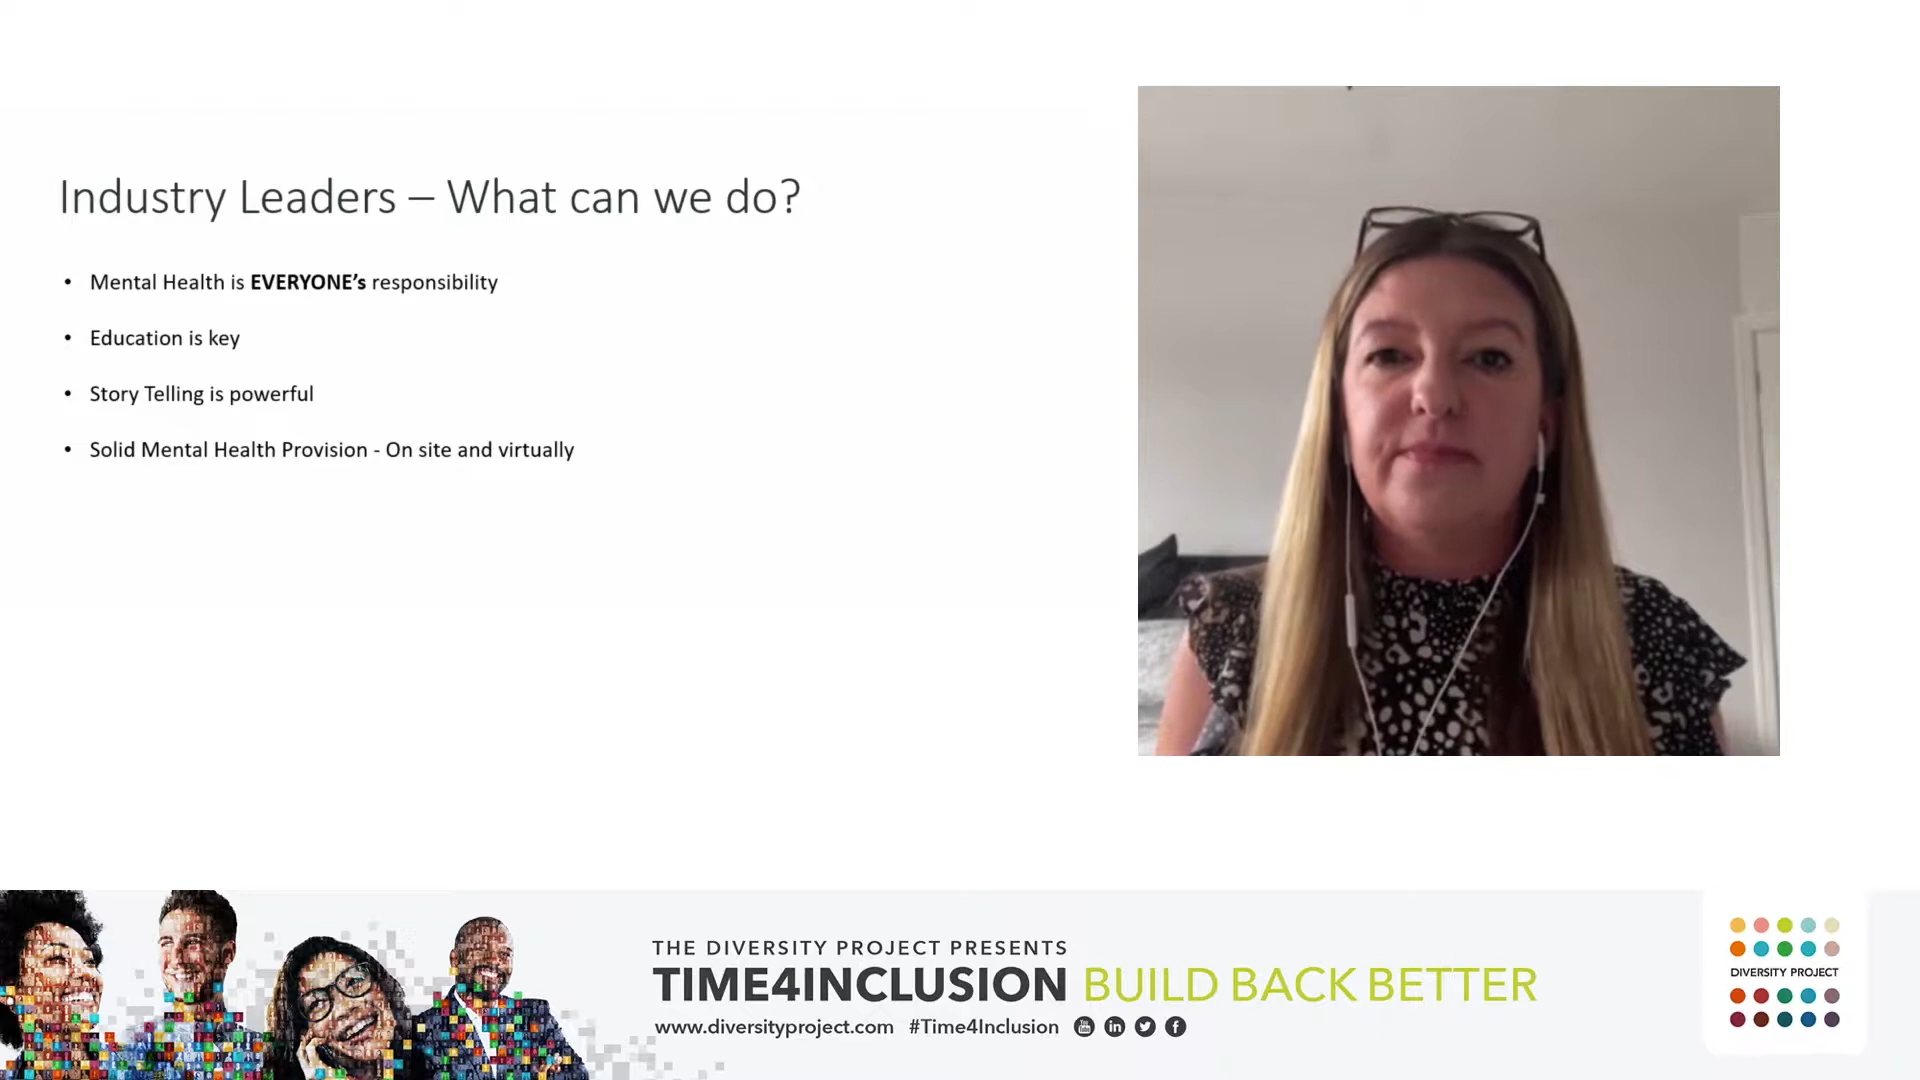 Industry Leaders – What can we do?
• Mental Health is EVERYONE’s responsibility
• Education is key
• Story Telling is powerful
• Solid Mental Health Provision - On site and virtually
THE DIVERSITY PROJECT PRESENTS
TIME4INCLUSION BUILD BACK BETTER
www.diversityproject.com #Time4Inclusion
DIVERSITY PROJECT